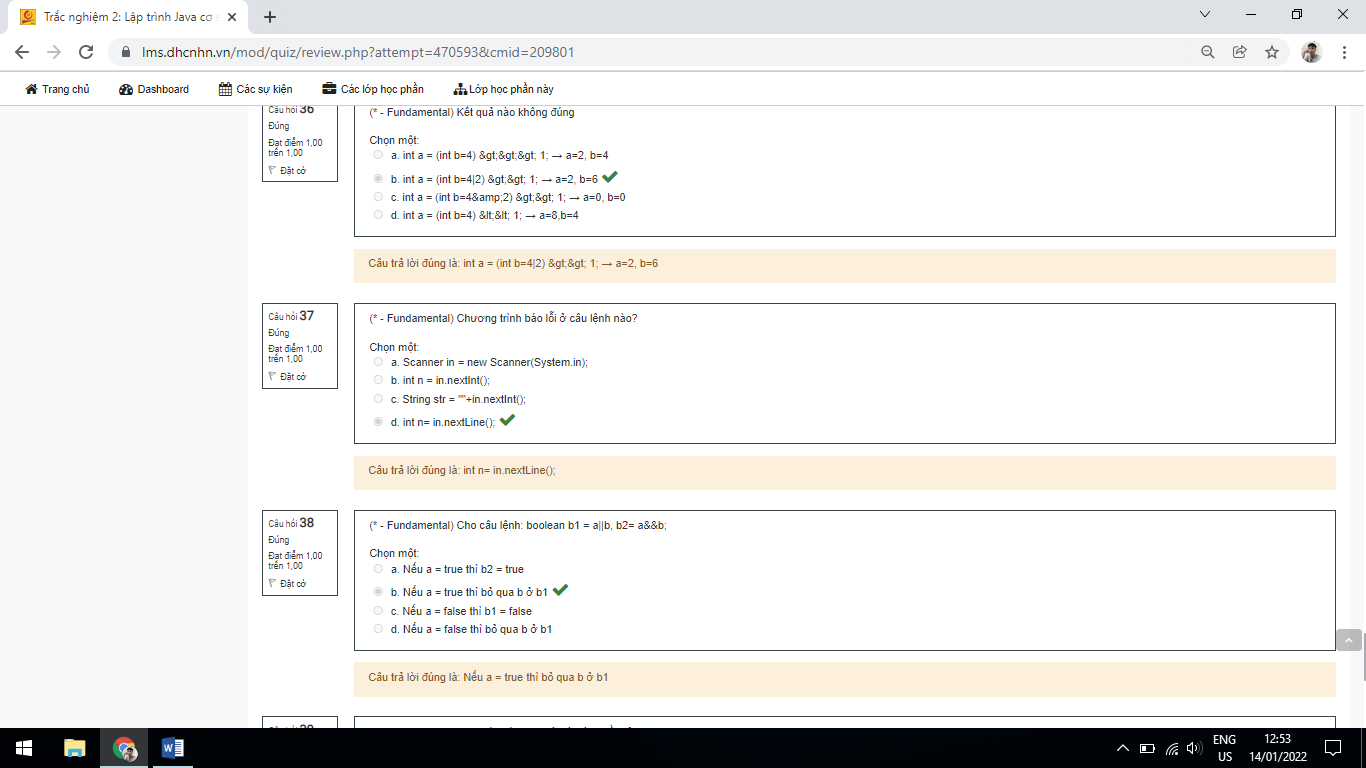 Trắc nghiệm 2: Lập trình Java cơ s
lms.dhcnhn.vn/mod/quiz/review.php?attempt=470593&cmid=209801
Trang chủ
Dashboard
Các sự kiện
Các lớp học phần
Lớp học phần này
Câu hỏi 36
Đúng
Đạt điểm 1,00
trên 1,00
Đặt cờ
(* - Fundamental) Kết quả nào không đúng
Chọn một:
a. int a = (int b=4) &gt;&gt;&gt; 1; → a=2, b=4
b. int a = (int b=4|2) &gt;&gt; 1; → a=2, b=6
c. int a = (int b=4&amp;2) &gt;&gt; 1; → a=0, b=0
d. int a = (int b=4) &lt;&lt; 1; → a=8,b=4
Câu trả lời đúng là: int a = (int b=4|2) &gt;&gt; 1; → a=2, b=6
Câu hỏi 37
Đúng
Đạt điểm 1,00
trên 1,00
Đặt cờ
(* - Fundamental) Chương trình báo lỗi ở câu lệnh nào?
Chọn một:
a. Scanner in = new Scanner(System.in);
b. int n = in.nextInt();
c. String str = ""+in.nextInt();
d. int n= in.nextLine();
Câu trả lời đúng là: int n= in.nextLine();
Câu hỏi 38
Đúng
Đạt điểm 1,00
trên 1,00
Đặt cờ
(* - Fundamental) Cho câu lệnh: boolean b1 = a||b, b2= a&&b;
Chọn một:
a. Nếu a = true thì b2 = true
b. Nếu a = true thì bỏ qua b ở b1
c. Nếu a = false thì b1 = false
d. Nếu a = false thì bỏ qua b ở b1
Câu trả lời đúng là: Nếu a = true thì bỏ qua b ở b1
ENG
US
12:53
14/01/2022